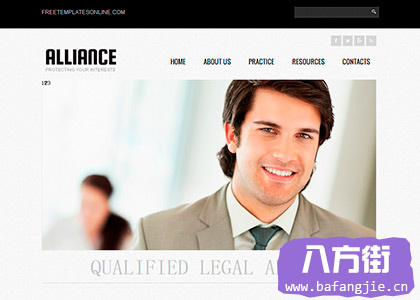 FREETEMPLATESONLINE.COM
ALLIANCE
PROTECTING YOUR INTERESTS
HOME ABOUT US PRACTICE RESOURCES CONTACTS
123
QUALIFIED LEGAL A
八方街
www.bafangjie.cn